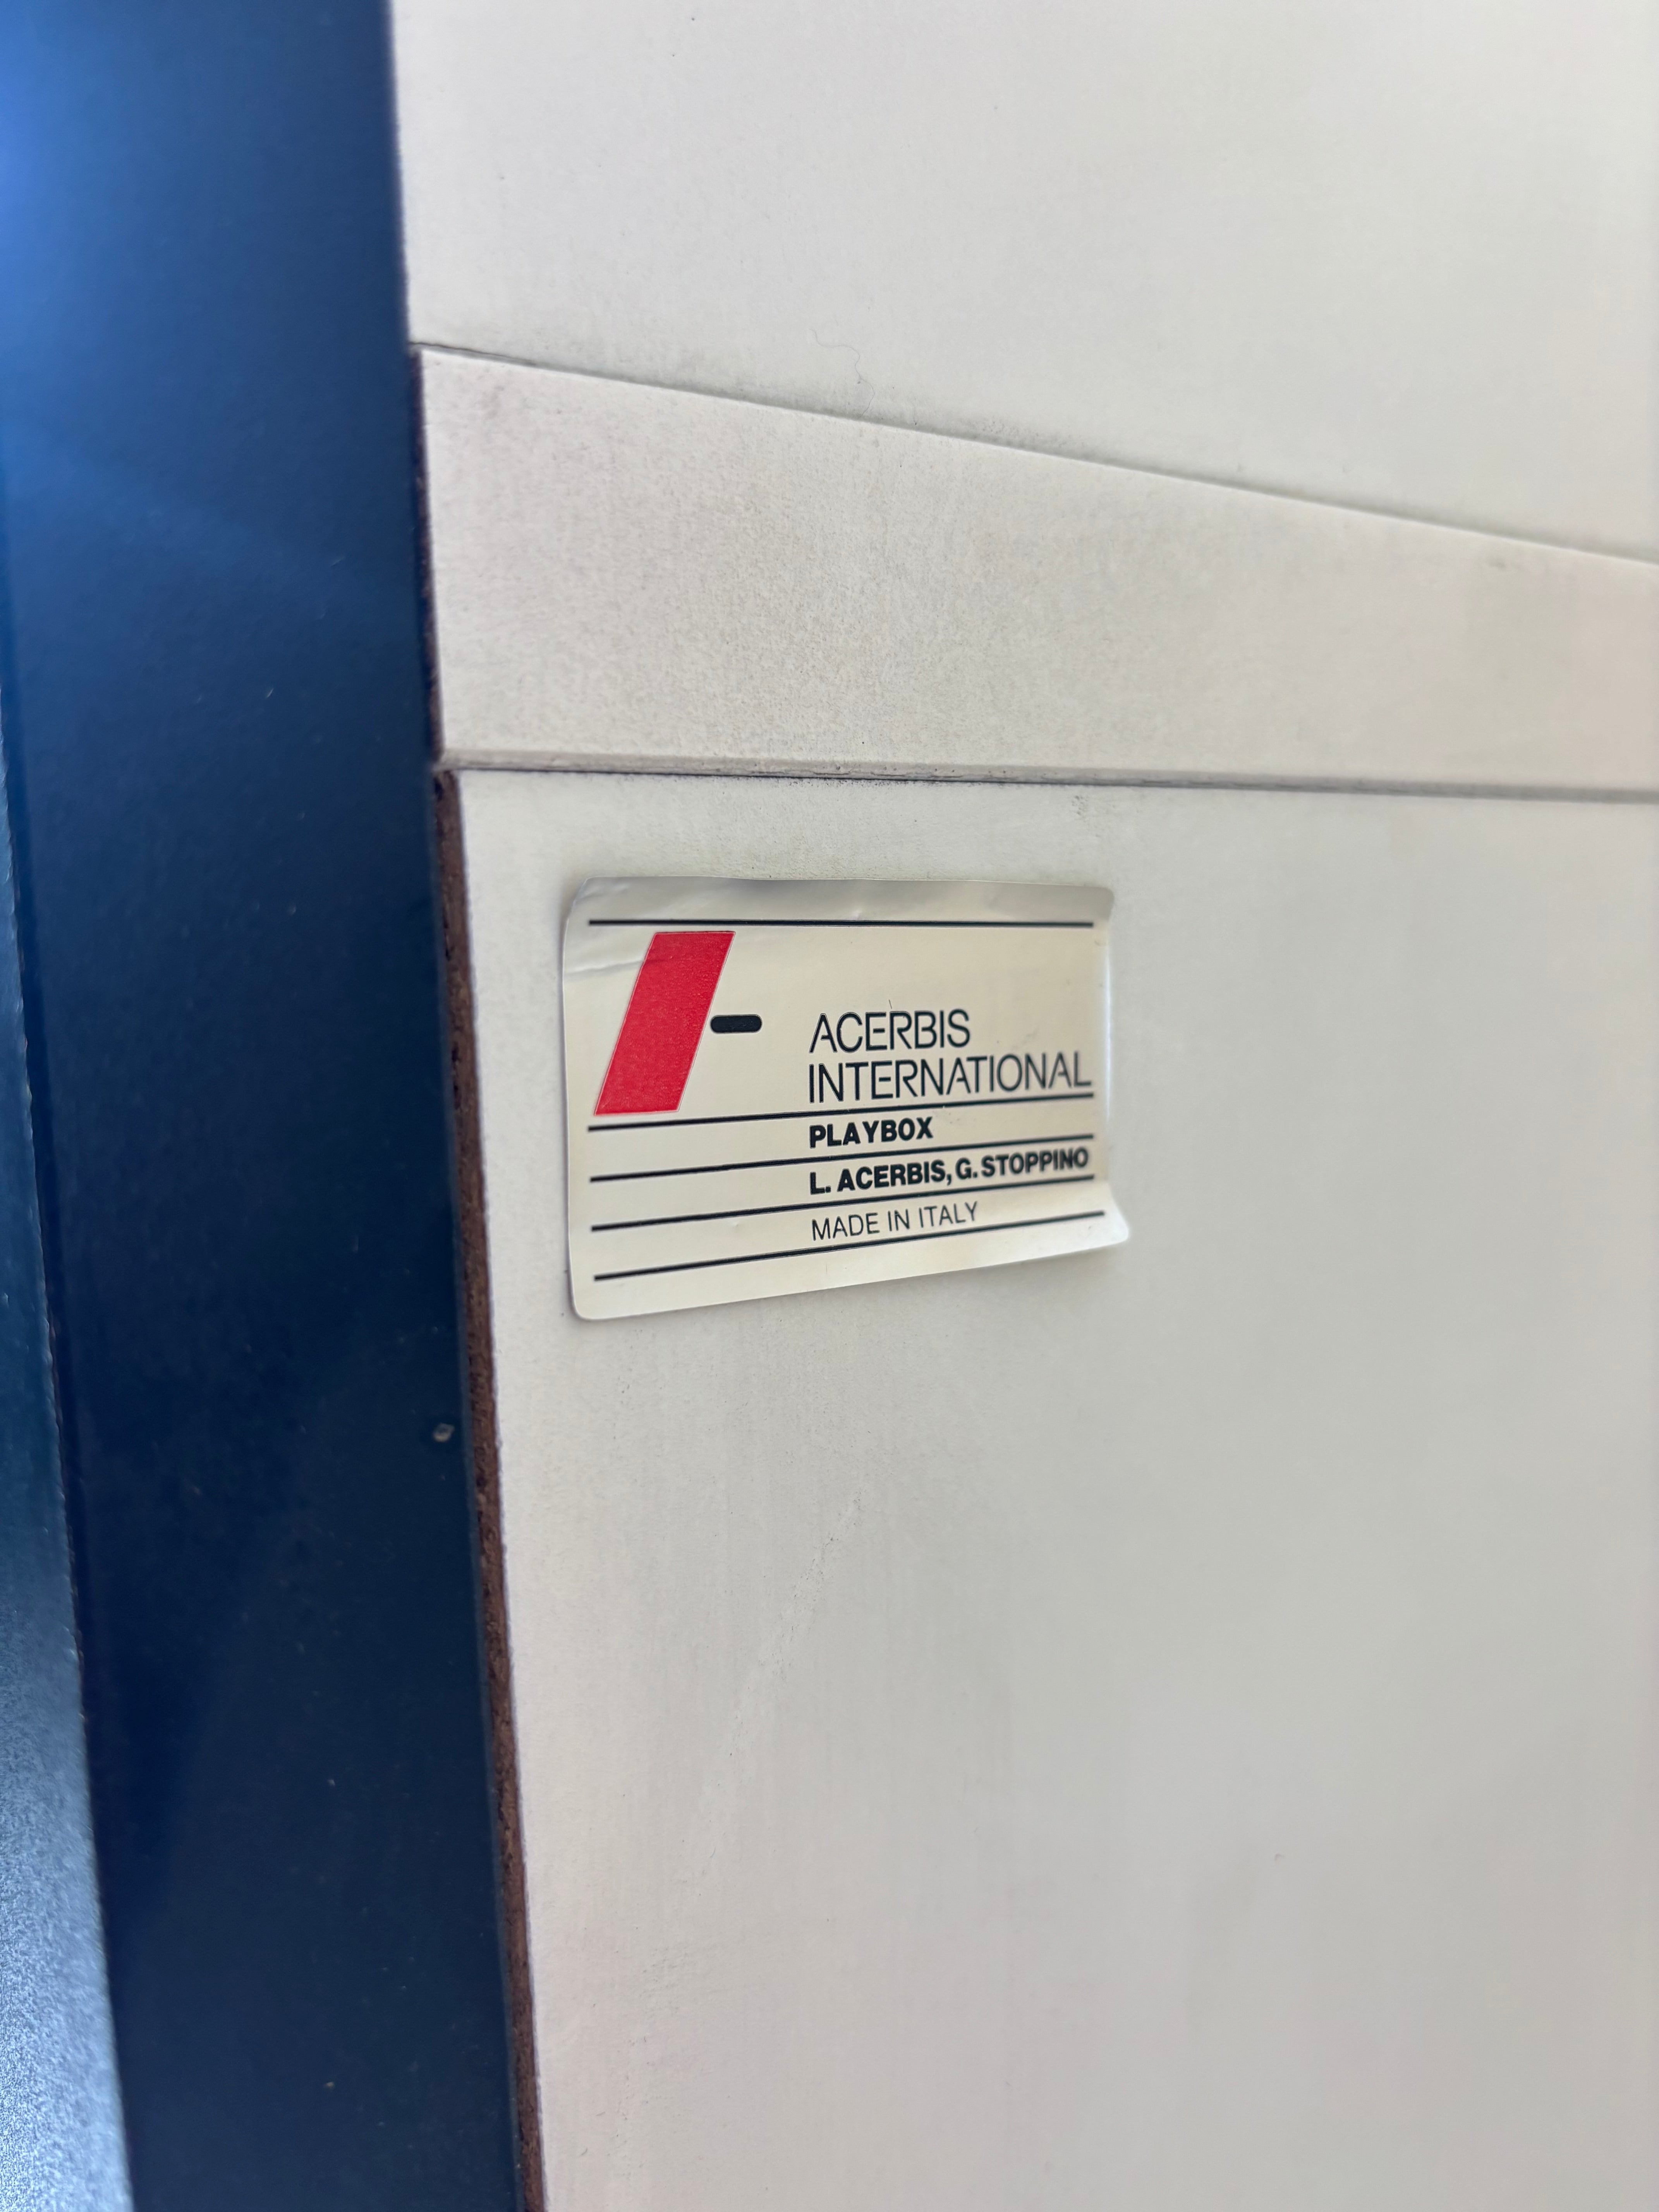 ACERBIS
INTERNATIONAL
PLAYBOX
L. ACERBIS, G. STOPPINO
MADE IN ITALY